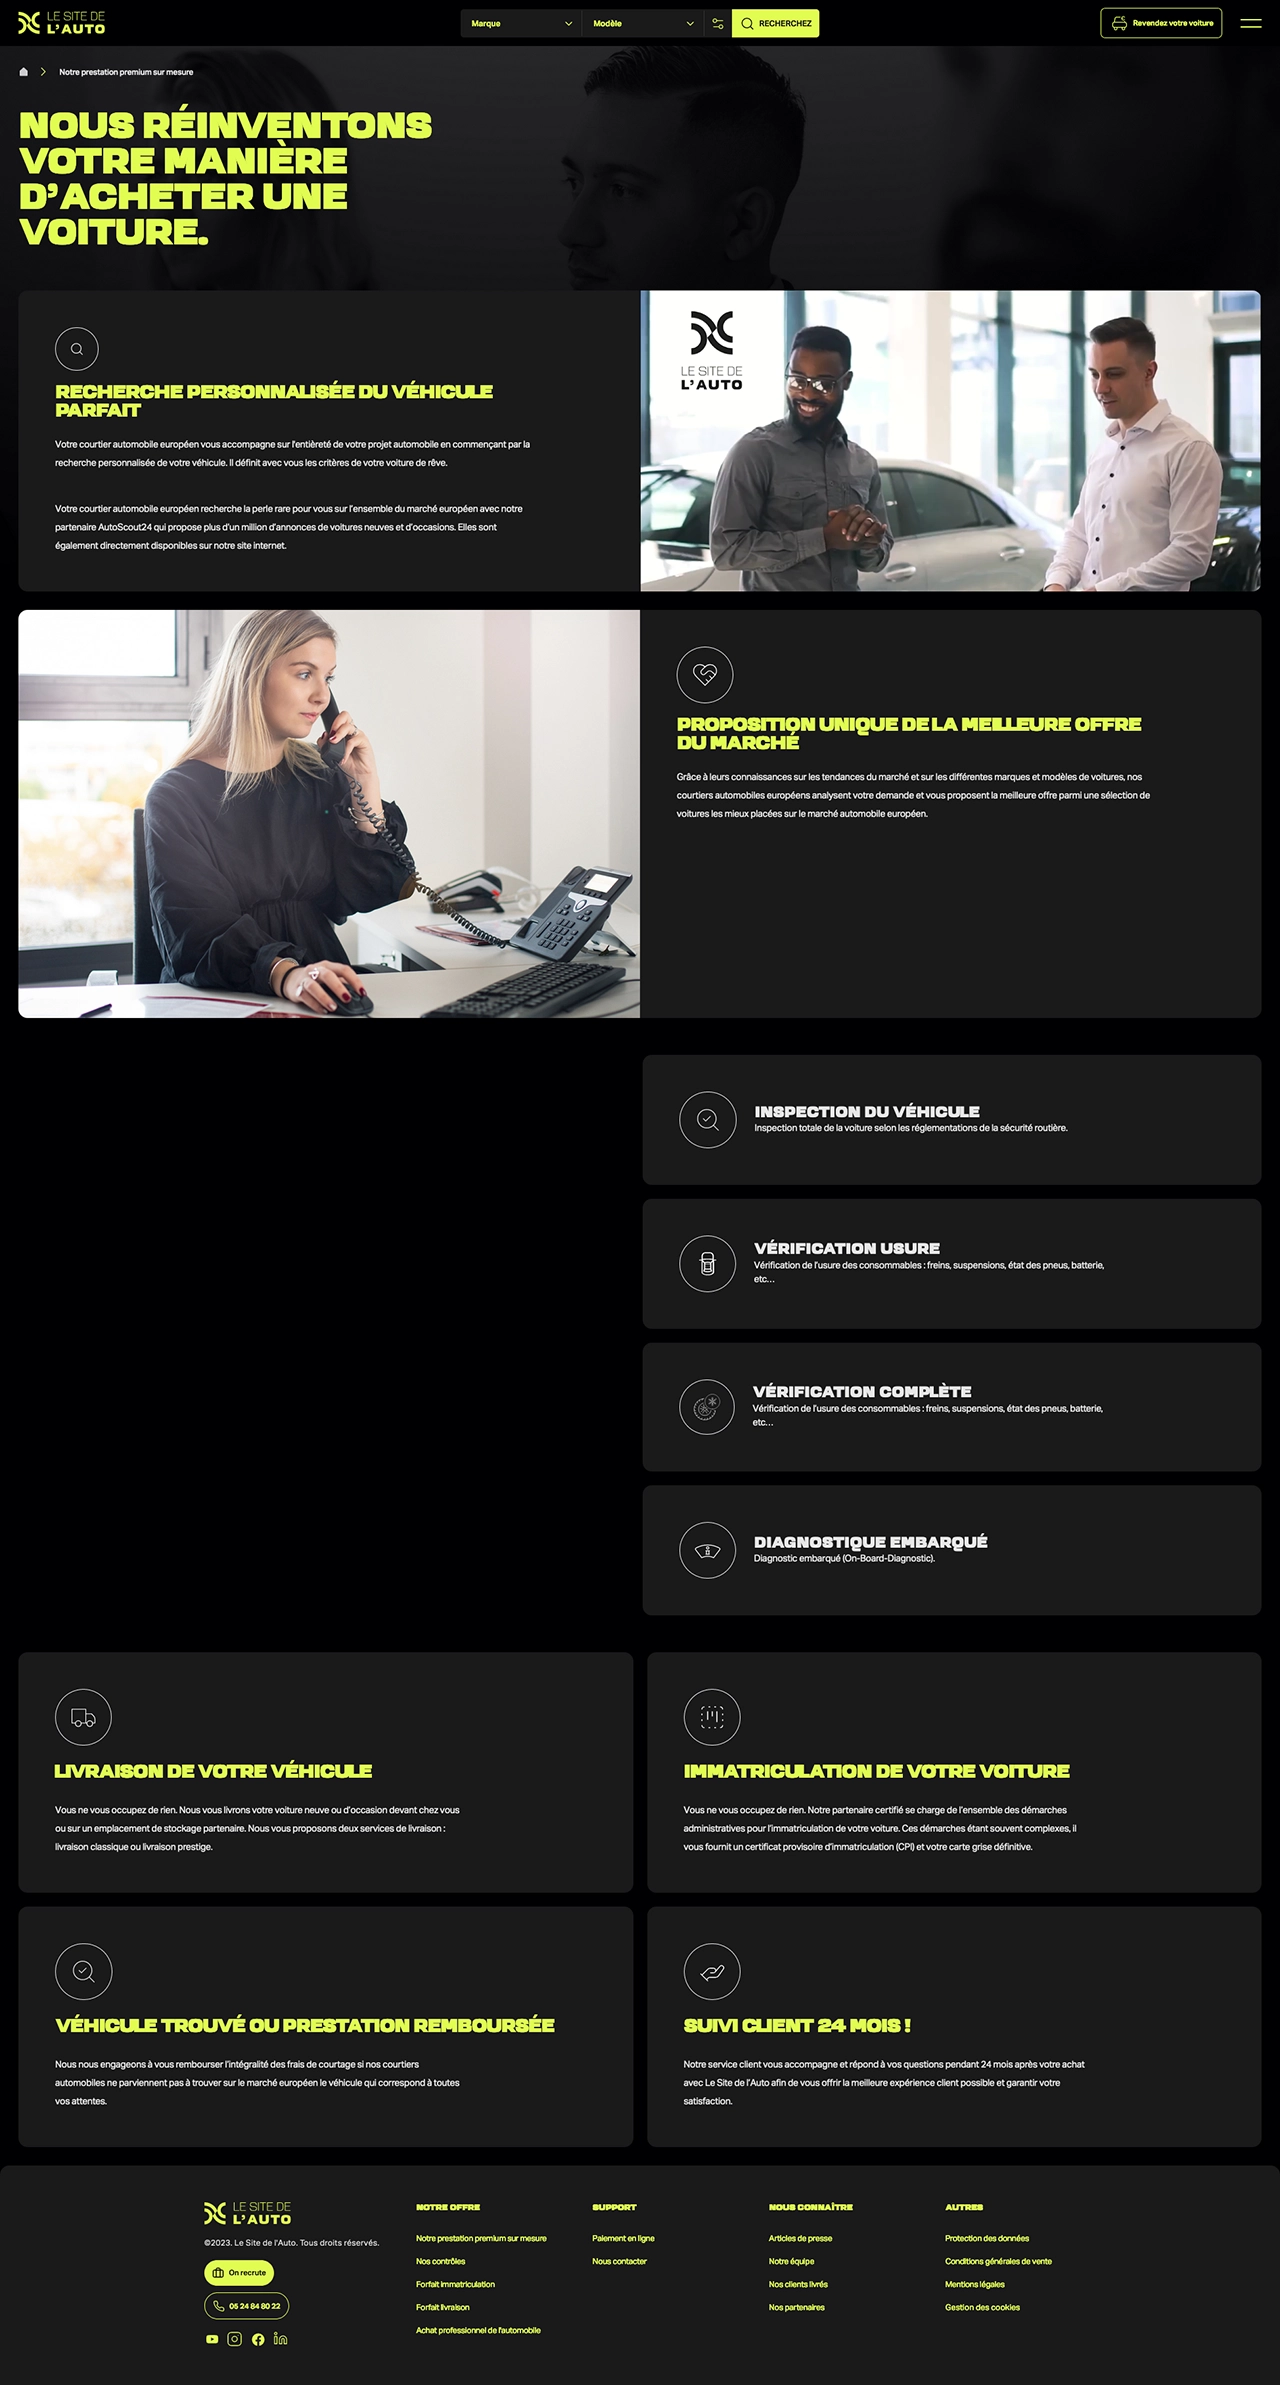 LE SITE DE
L'AUTO
Marque
Modèle
RECHERCHEZ
Revendez votre voiture
Notre prestation premium sur mesure
NOUS RÉINVENTONS
VOTRE MANIÈRE
D'ACHETER UNE
VOITURE.
RECHERCHE PERSONNALISÉE DU VÉHICULE
PARFAIT
Votre courtier automobile européen vous accompagne sur l'entièreté de votre projet automobile en commençant par la
recherche personnalisée de votre véhicule. Il définit avec vous les critères de votre voiture de rêve.
Votre courtier automobile européen recherche la perle rare pour vous sur l'ensemble du marché européen avec notre
partenaire AutoScout24 qui propose plus d'un million d'annonces de voitures neuves et d'occasions. Elles sont
également directement disponibles sur notre site internet.
LE SITE DE
L'AUTO
PROPOSITION UNIQUE DE LA MEILLEURE OFFRE
DU MARCHÉ
Grâce à leurs connaissances sur les tendances du marché et sur les différentes marques et modèles de voitures, nos
courtiers automobiles européens analysent votre demande et vous proposent la meilleure offre parmi une sélection de
voitures les mieux placées sur le marché automobile européen.
INSPECTION DU VÉHICULE
Inspection totale de la voiture selon les réglementations de la sécurité routière.
VÉRIFICATION USURE
Vérification de l'usure des consommables : freins, suspensions, état des pneus, batterie,
etc...
VÉRIFICATION COMPLÈTE
Vérification de l'usure des consommables : freins, suspensions, état des pneus, batterie,
etc...
DIAGNOSTIQUE EMBARQUÉ
Diagnostic embarqué (On-Board-Diagnostic).
LIVRAISON DE VOTRE VÉHICULE
Vous ne vous occupez de rien. Nous vous livrons votre voiture neuve ou d'occasion devant chez vous
ou sur un emplacement de stockage partenaire. Nous vous proposons deux services de livraison :
livraison classique ou livraison prestige.
IMMATRICULATION DE VOTRE VOITURE
Vous ne vous occupez de rien. Notre partenaire certifié se charge de l'ensemble des démarches
administratives pour l'immatriculation de votre voiture. Ces démarches étant souvent complexes, il
vous fournit un certificat provisoire d'immatriculation (CPI) et votre carte grise définitive.
VÉHICULE TROUVÉ OU PRESTATION REMBOURSÉE
Nous nous engageons à vous rembourser l'intégralité des frais de courtage si nos courtiers
automobiles ne parviennent pas à trouver sur le marché européen le véhicule qui correspond à toutes
vos attentes.
SUIVI CLIENT 24 MOIS !
Notre service client vous accompagne et répond à vos questions pendant 24 mois après votre achat
avec Le Site de l'Auto afin de vous offrir la meilleure expérience client possible et garantir votre
satisfaction.
LE SITE DE
L'AUTO
©2023. Le Site de l'Auto. Tous droits réservés.
On recrute
05 24 84 80 22
NOTRE OFFRE
Notre prestation premium sur mesure
Nos contrôles
Forfait immatriculation
Forfait livraison
Achat professionnel de l'automobile
SUPPORT
Paiement en ligne
Nous contacter
NOUS CONNAÎTRE
Articles de presse
Notre équipe
Nos clients livrés
Nos partenaires
AUTRES
Protection des données
Conditions générales de vente
Mentions légales
Gestion des cookies